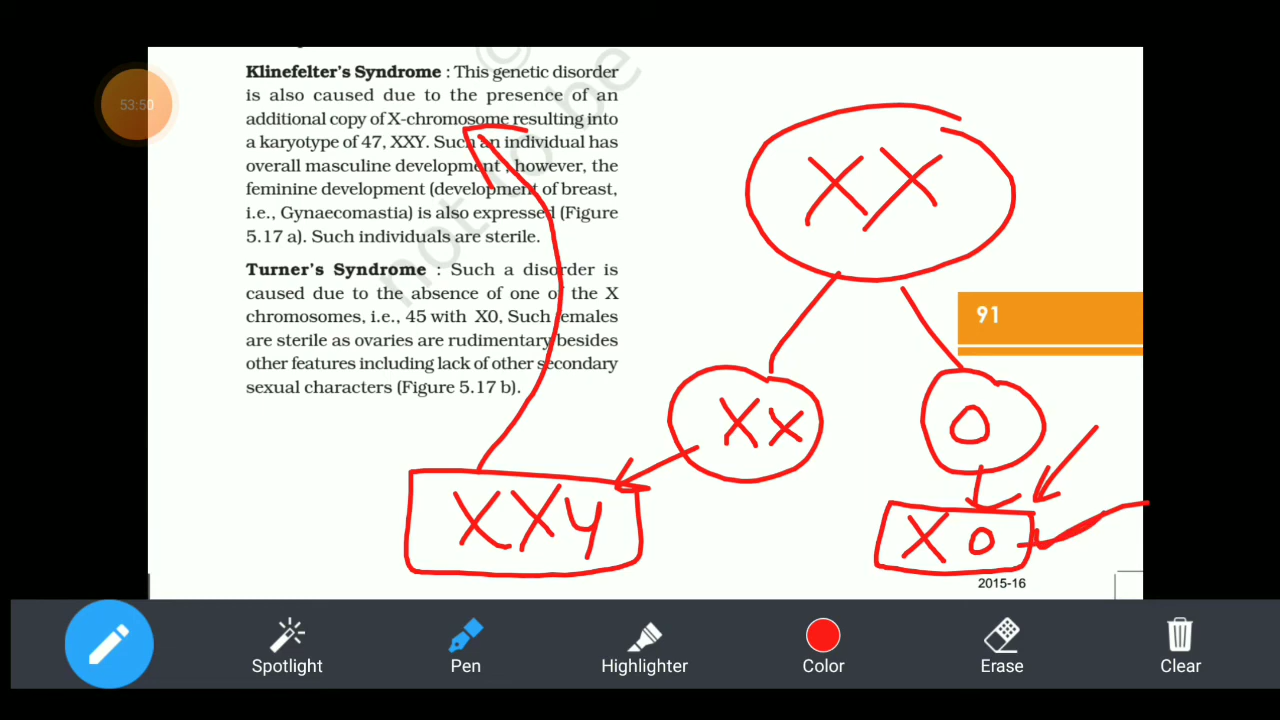 53:50
©
not to be
Klinefelter's Syndrome : This genetic disorder
is also caused due to the presence of an
additional copy of X-chromosome resulting into
a karyotype of 47, XXY. Such an individual has
overall masculine development , however, the
feminine development (development of breast,
i.e., Gynaecomastia) is also expressed (Figure
5.17 a). Such individuals are sterile.
Turner's Syndrome : Such a disorder is
caused due to the absence of one of the X
chromosomes, i.e., 45 with X0, Such females
are sterile as ovaries are rudimentary besides
other features including lack of other secondary
sexual characters (Figure 5.17 b).
XX
91
Xx
O
XXy
XO
2015-16
Spotlight
Pen
Highlighter
Color
Erase
Clear